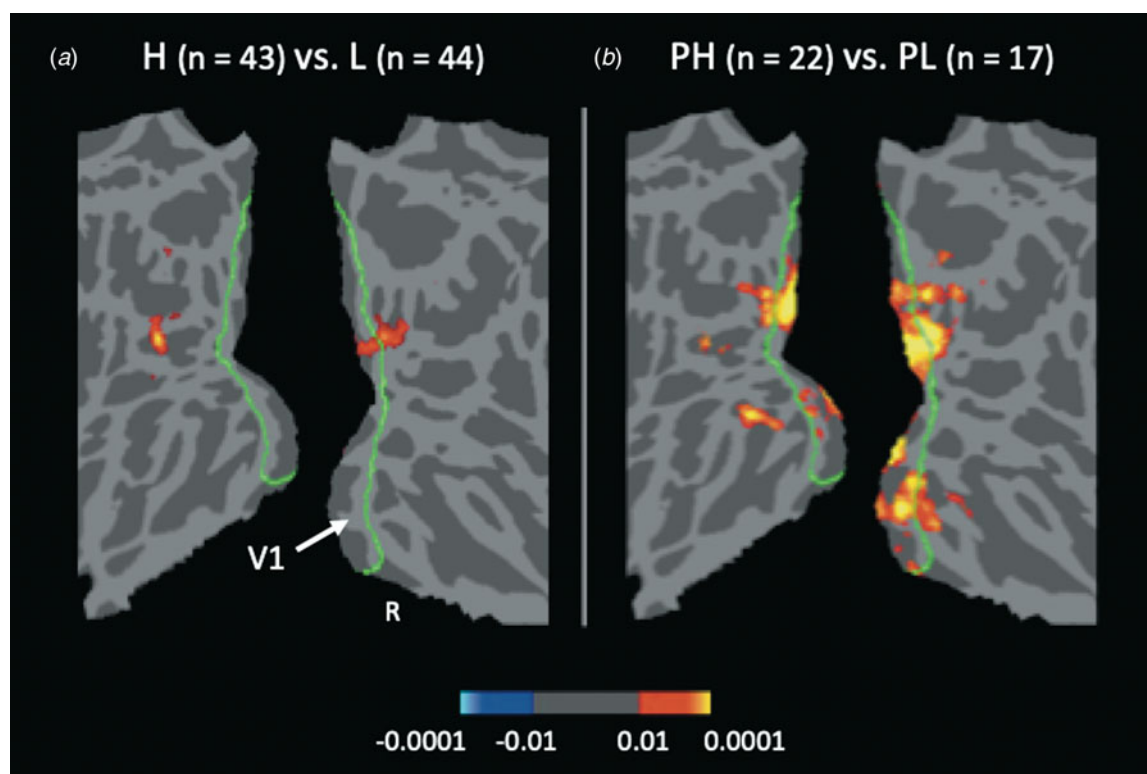 (a) H (n = 43) vs. L (n = 44)
(b) PH (n = 22) vs. PL (n = 17)
V1
R
-0.0001 -0.01 0.01 0.0001